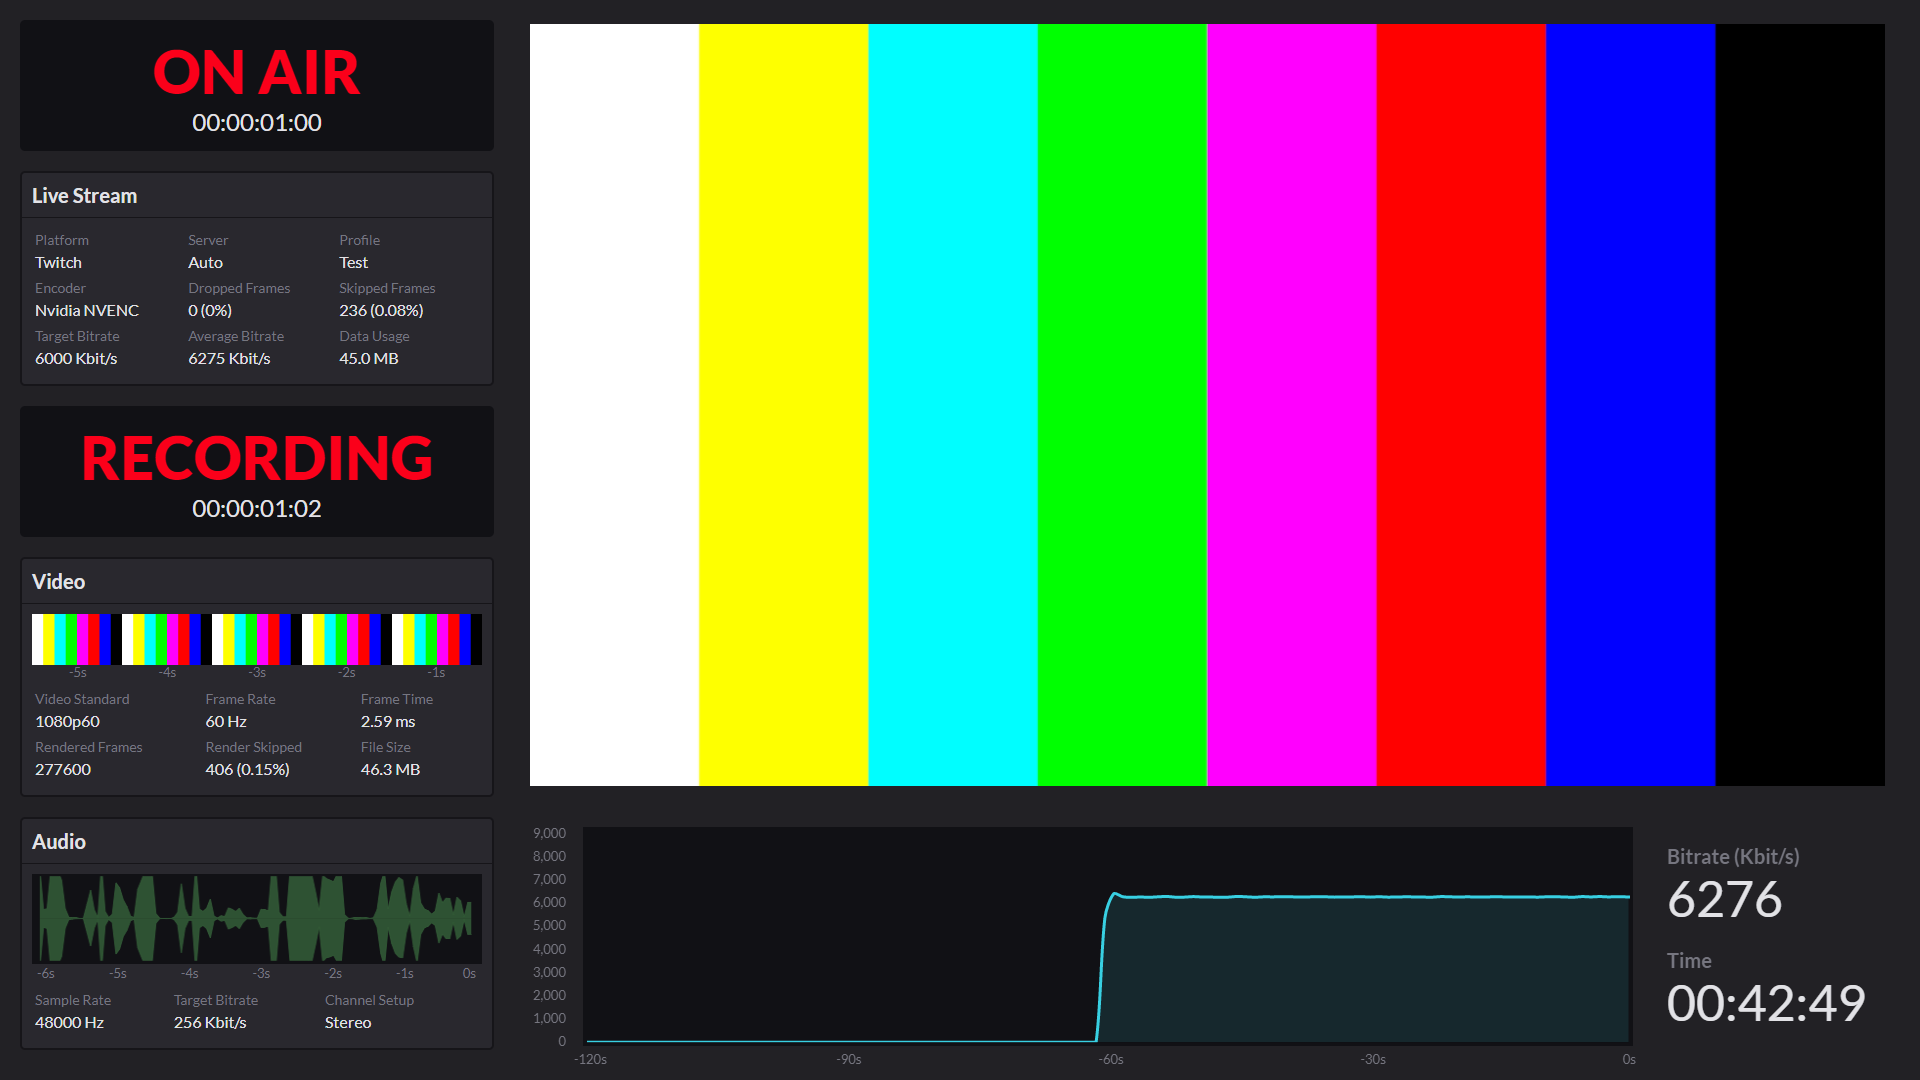 ON AIR
00:00:01:00
Live Stream
Platform Server Profile
Twitch Auto Test
Encoder Dropped Frames Skipped Frames
Nvidia NVENC 0 (0%) 236 (0.08%)
Target Bitrate Average Bitrate Data Usage
6000 Kbit/s 6275 Kbit/s 45.0 MB
RECORDING
00:00:01:02
Video
-5s -4s -3s -2s -1s
Video Standard Frame Rate Frame Time
1080p60 60 Hz 2.59 ms
Rendered Frames Render Skipped File Size
277600 406 (0.15%) 46.3 MB
Audio
-6s -5s -4s -3s -2s -1s 0s
Sample Rate Target Bitrate Channel Setup
48000 Hz 256 Kbit/s Stereo
9,000
8,000
7,000
6,000
5,000
4,000
3,000
2,000
1,000
0
-120s -90s -60s -30s 0s
Bitrate (Kbit/s)
6276
Time
00:42:49